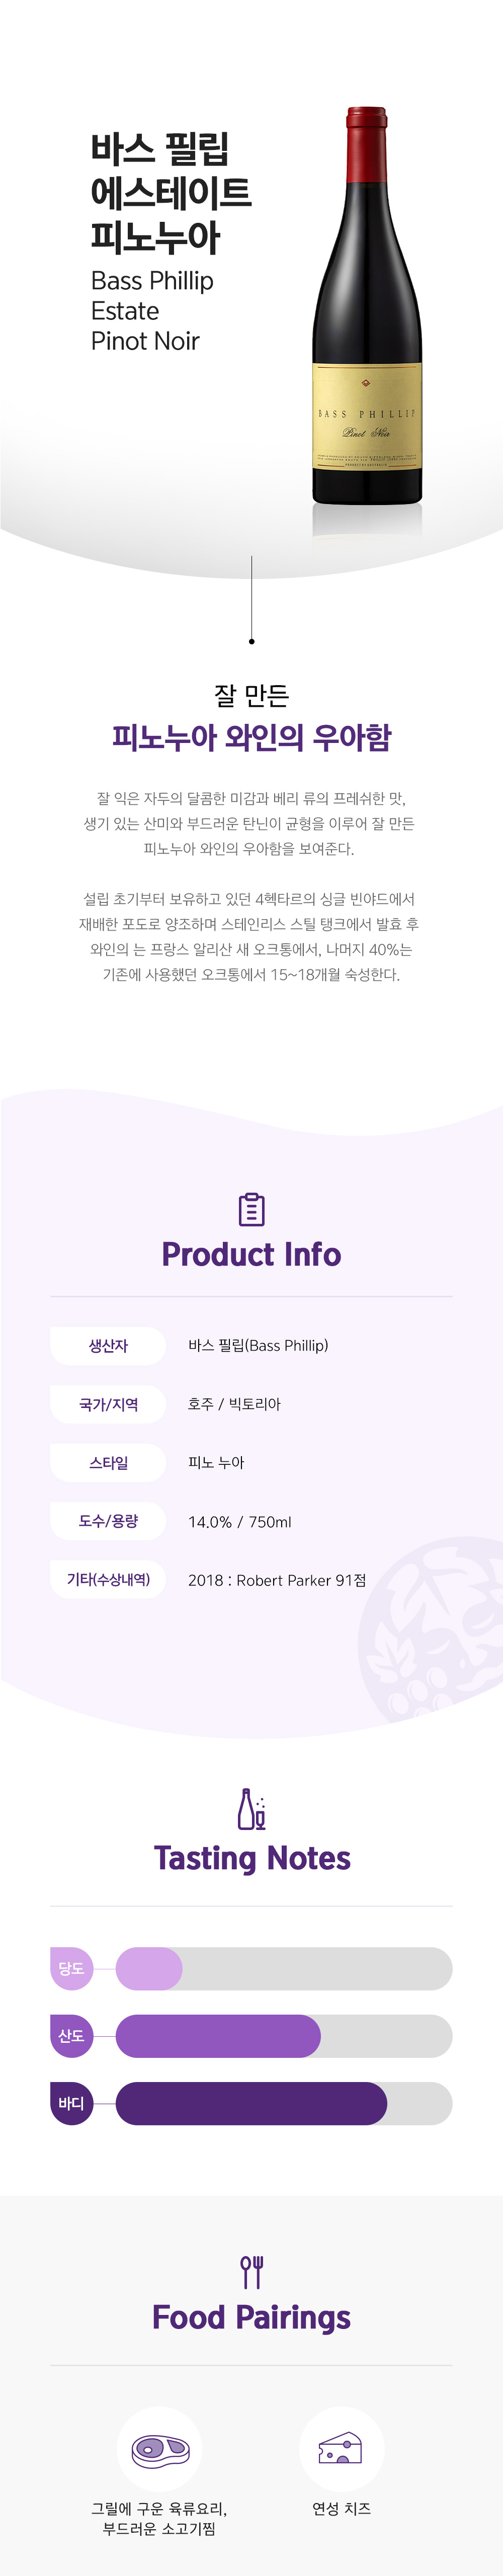 바스 필립
에스테이트
피노누아
Bass Phillip
Estate
Pinot Noir
BASS PHILLIP
Pinot Noir
잘 만든
피노누아 와인의 우아함
잘 익은 자두의 달콤한 미감과 베리 류의 프레쉬한 맛,
생기 있는 산미와 부드러운 탄닌이 균형을 이루어 잘 만든
피노누아 와인의 우아함을 보여준다.
설립 초기부터 보유하고 있던 4헥타르의 싱글 빈야드에서
재배한 포도로 양조하며 스테인리스 스틸 탱크에서 발효 후
와인의 는 프랑스 알리산 새 오크통에서, 나머지 40%는
기존에 사용했던 오크통에서 15~18개월 숙성한다.
Product Info
생산자 바스 필립(Bass Phillip)
국가/지역 호주 / 빅토리아
스타일 피노 누아
도수/용량 14.0% / 750ml
기타(수상내역) 2018 : Robert Parker 91점
Tasting Notes
당도
산도
바디
Food Pairings
그릴에 구운 육류요리,
부드러운 소고기찜
연성 치즈